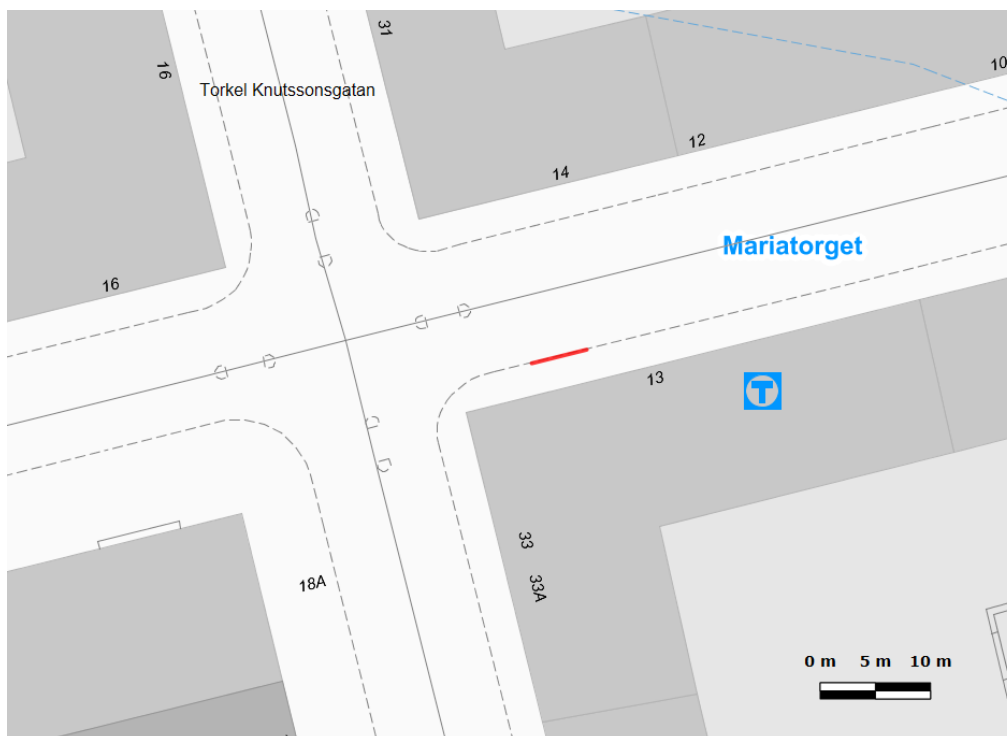 31
16
Torkel Knutssonsgatan
10
12
14
Mariatorget
16
13
T
33
33A
18A
0 m 5 m 10 m